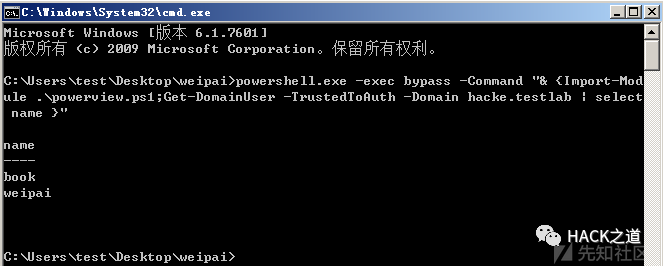 C:\Windows\System32\cmd.exe
Microsoft Windows [版本 6.1.7601]
版权所有 (c) 2009 Microsoft Corporation。保留所有权利。
C:\Users\test\Desktop\weipai>powershell.exe -exec bypass -Command "& {Import-Mod
ule .\powerview.ps1;Get-DomainUser -TrustedToAuth -Domain hacke.testlab | select
name }"
name
----
book
weipai
C:\Users\test\Desktop\weipai>
HACK之道
先知社区